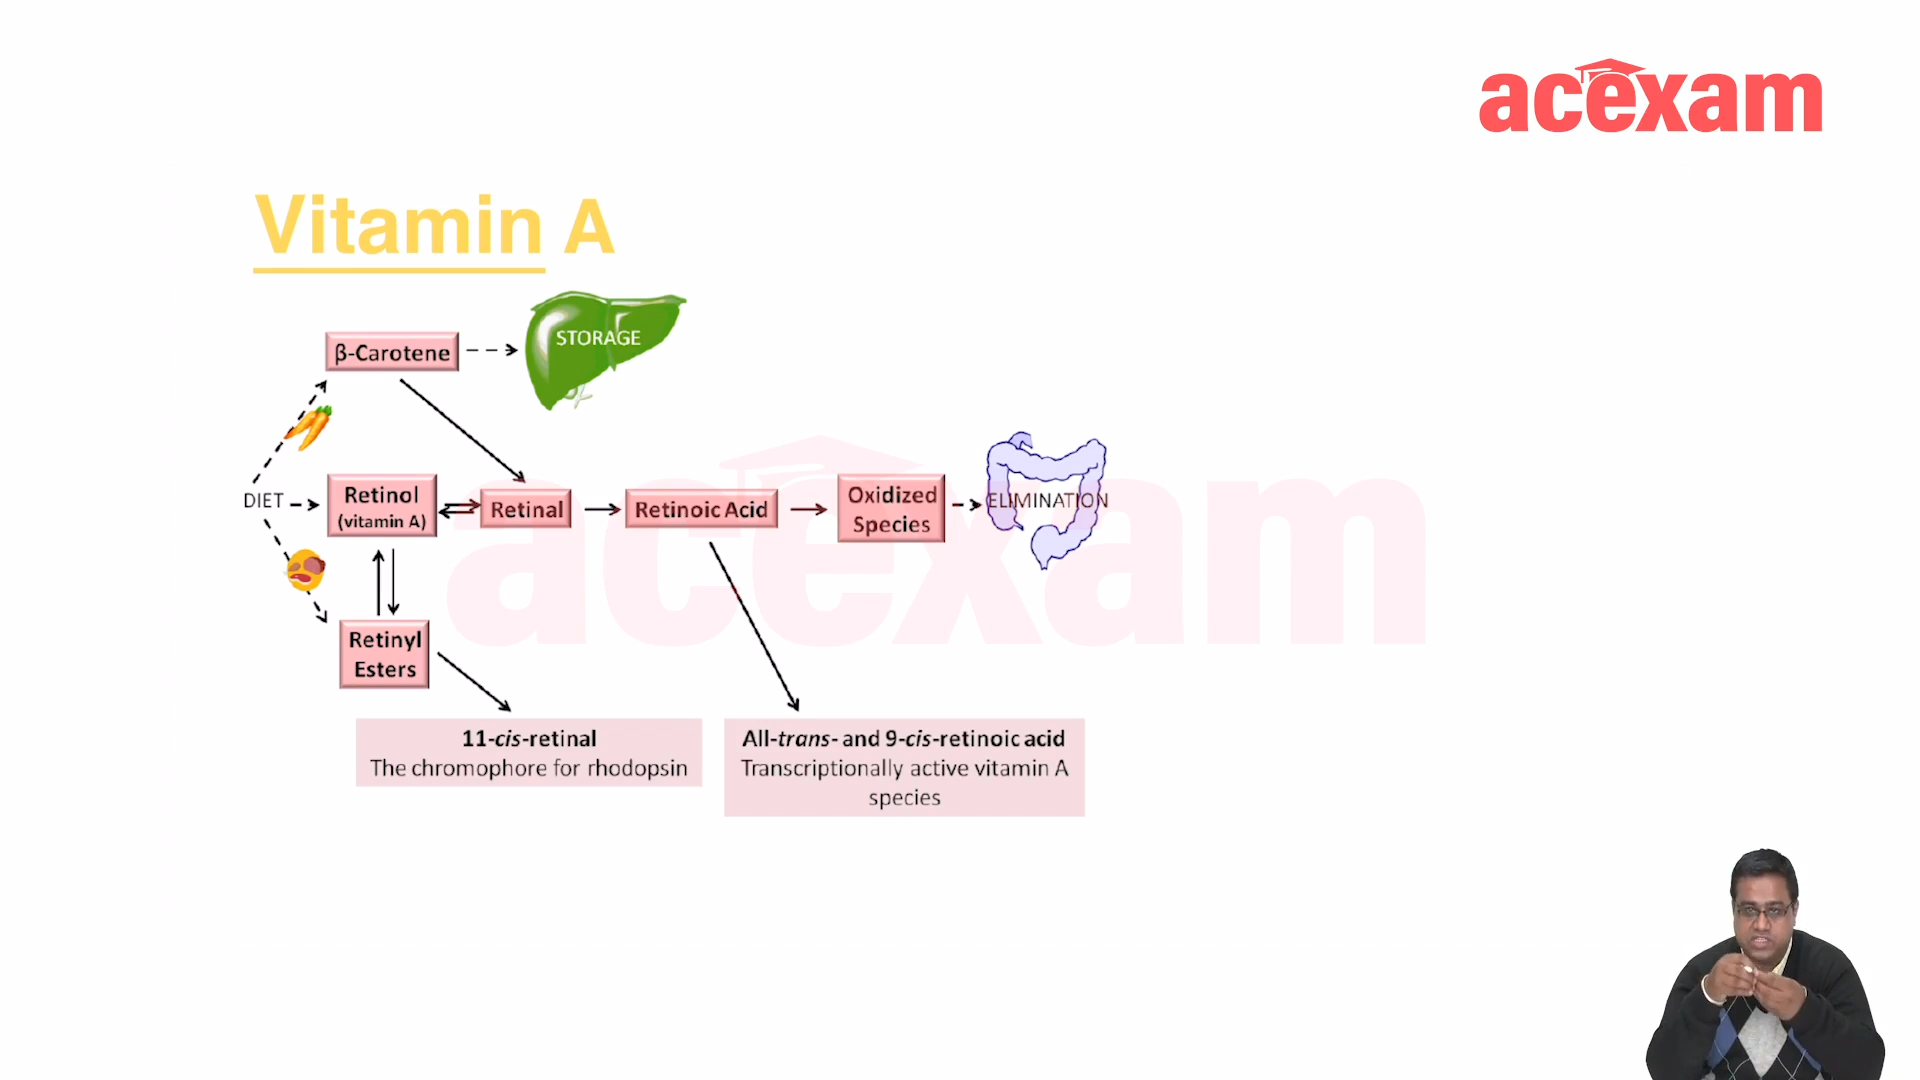 acexam
Vitamin A
STORAGE
β-Carotene
DIET
Retinol
(vitamin A)
Retinal
Retinoic Acid
Oxidized
Species
ELIMINATION
Retinyl
Esters
11-cis-retinal
The chromophore for rhodopsin
All-trans- and 9-cis-retinoic acid
Transcriptionally active vitamin A
species
acexam